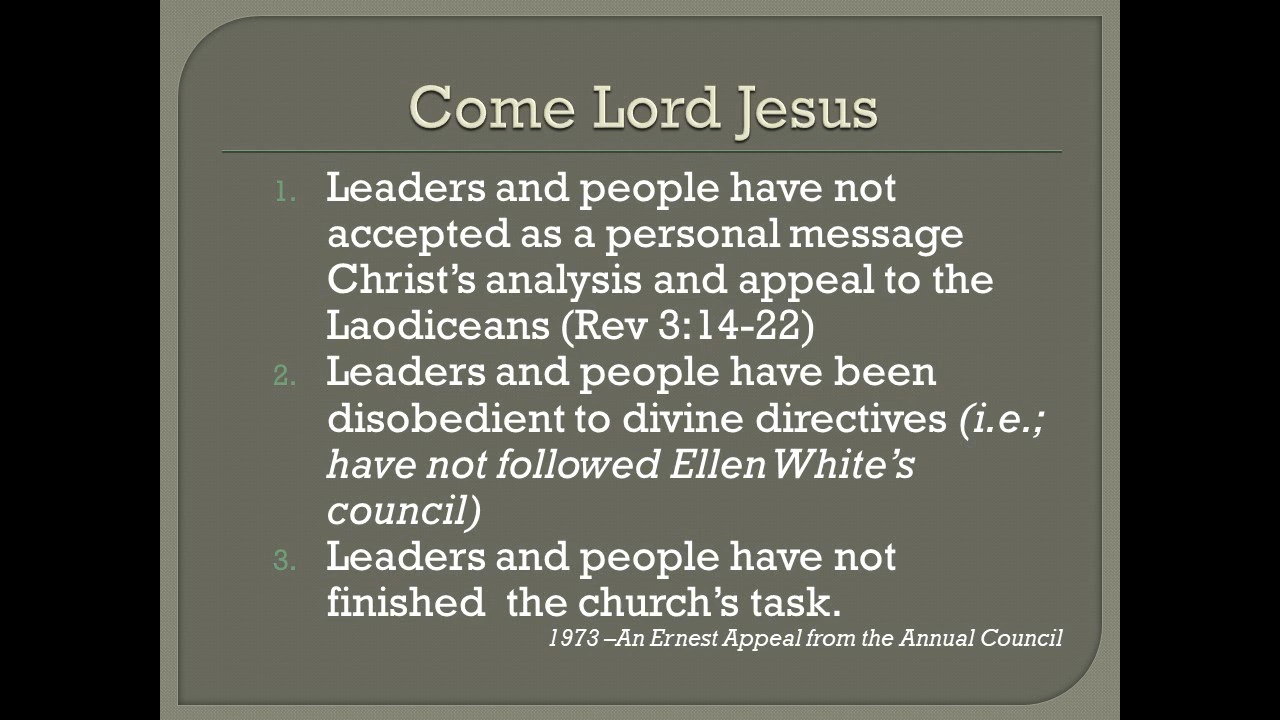 Come Lord Jesus
1. Leaders and people have not
accepted as a personal message
Christ’s analysis and appeal to the
Laodiceans (Rev 3:14-22)
2. Leaders and people have been
disobedient to divine directives (i.e.;
have not followed Ellen White’s
council)
3. Leaders and people have not
finished the church’s task.
1973 –An Ernest Appeal from the Annual Council